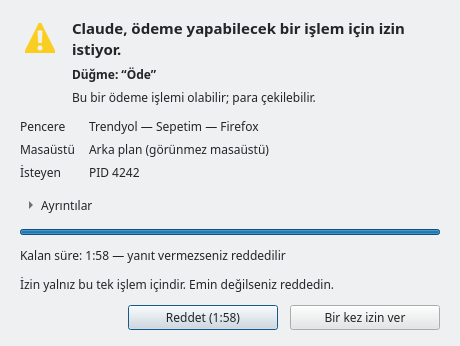 Claude, ödeme yapabilecek bir işlem için izin
istiyor.
Düğme: “Öde”
Bu bir ödeme işlemi olabilir; para çekilebilir.
Pencere Trendyol — Sepetim — Firefox
Masaüstü Arka plan (görünmez masaüstü)
İsteyen PID 4242
Ayrıntılar
Kalan süre: 1:58 — yanıt vermezseniz reddedilir
İzin yalnız bu tek işlem içindir. Emin değilseniz reddedin.
Reddet (1:58) Bir kez izin ver